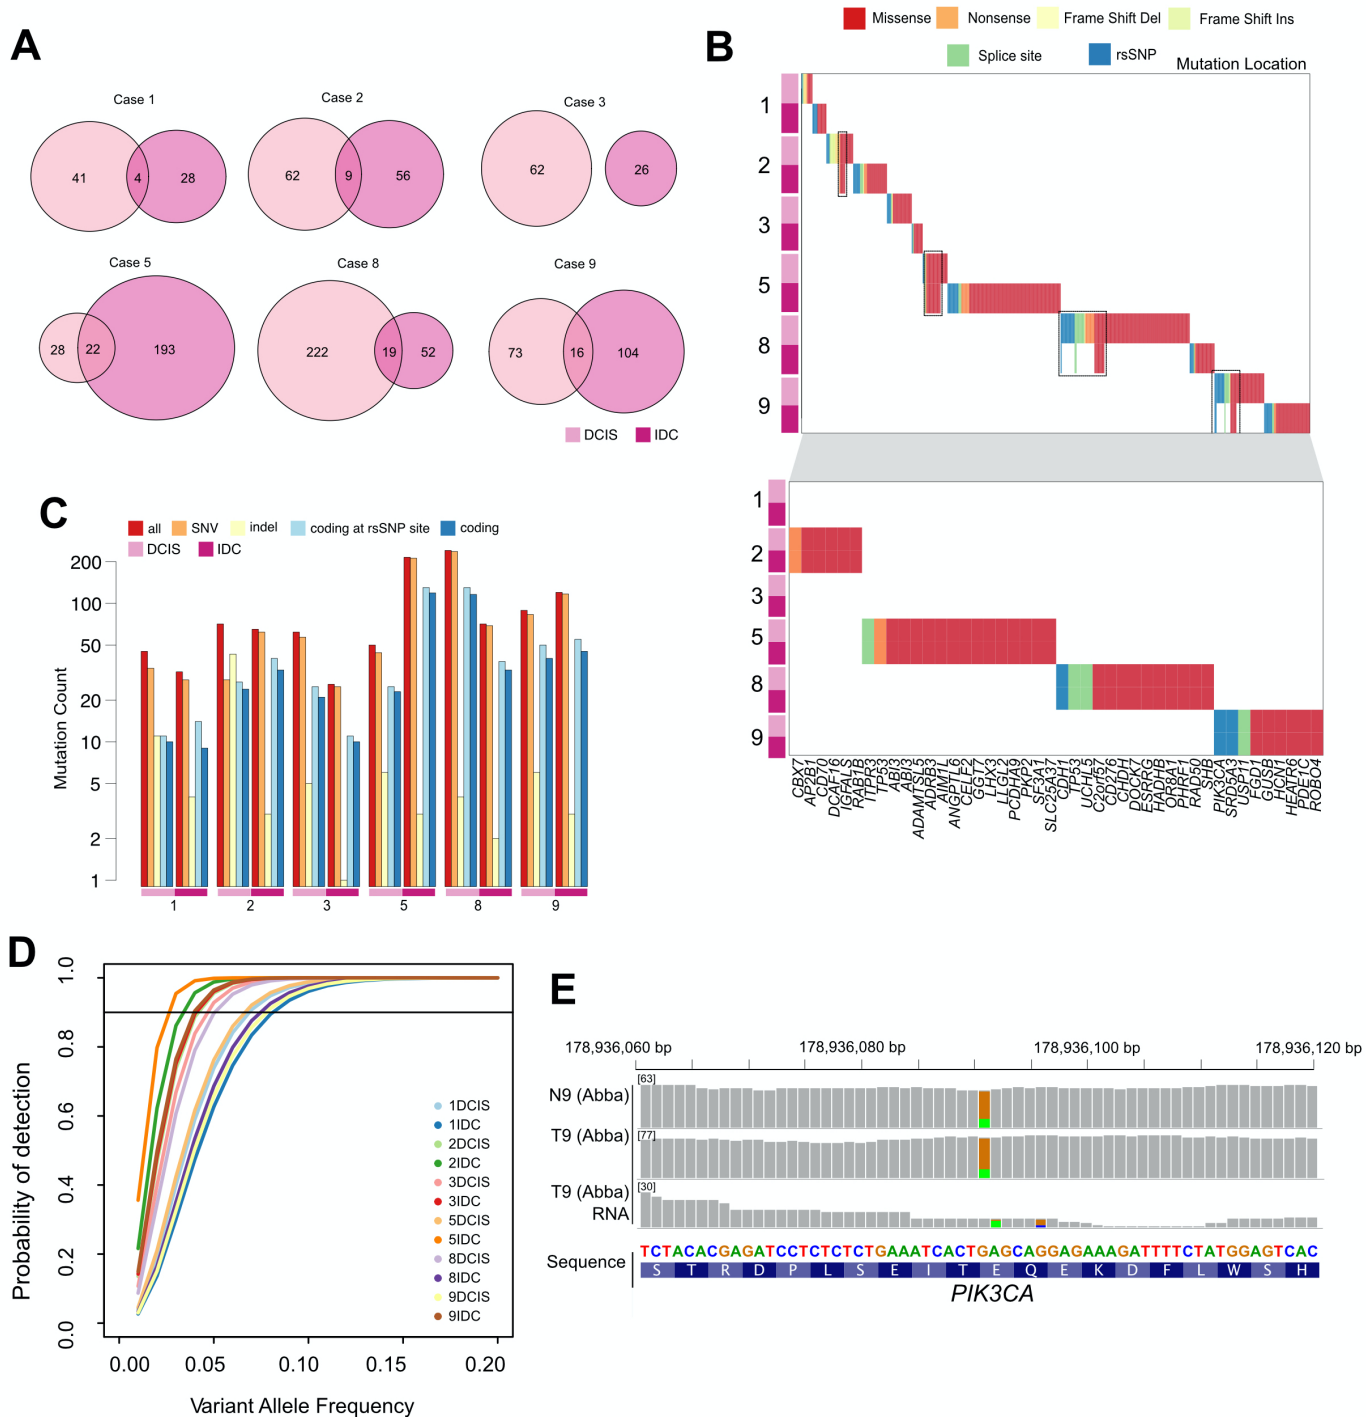 A
Case 1
41
4
28
Case 2
62
9
56
Case 3
62
26
Case 5
28
22
193
Case 8
222
19
52
Case 9
73
16
104
DCIS
IDC
B
Missense
Nonsense
Frame Shift Del
Frame Shift Ins
Splice site
rsSNP
Mutation Location
1
2
3
5
8
9
1
2
3
5
8
9
CBX7
AP2B1
CD70
DCAF16
IGFALS
RAB1B
ITPR3
TP53
ABI3
ABI3
ADAMTSL5
ADRB3
AIM1L
ANGPTL6
CELF2
GGT7
LHX3
LLGL2
PCDHA9
PKP2
SF3A1
SLC25A37
CDH1
TP53
UCHL5
C2orf57
CD276
CHDH
DOCK7
ESRRG
HADHB
OR8A1
PHRF1
RAD50
SHB
PIK3CA
SRD5A3
USP11
FGD1
GUSB
HCN1
HEATR6
PDE1C
ROBO4
C
all
SNV
indel
coding at rsSNP site
coding
DCIS
IDC
Mutation Count
200
100
50
20
10
5
2
1
1
2
3
5
8
9
D
Probability of detection
1.0
0.8
0.6
0.4
0.2
0.0
1DCIS
1IDC
2DCIS
2IDC
3DCIS
3IDC
5DCIS
5IDC
8DCIS
8IDC
9DCIS
9IDC
0.00
0.05
0.10
0.15
0.20
Variant Allele Frequency
E
178,936,060 bp
178,936,080 bp
178,936,100 bp
178,936,120 bp
N9 (Abba)
[63]
T9 (Abba)
[77]
T9 (Abba)
RNA
[30]
Sequence
TCTACACGAGATCCTCTCTCTGAAATCACTGAGCAGGAGAAAGATTTTCTATGGAGTCAC
S T R D P L S E I T E Q E K D F L W S H
PIK3CA